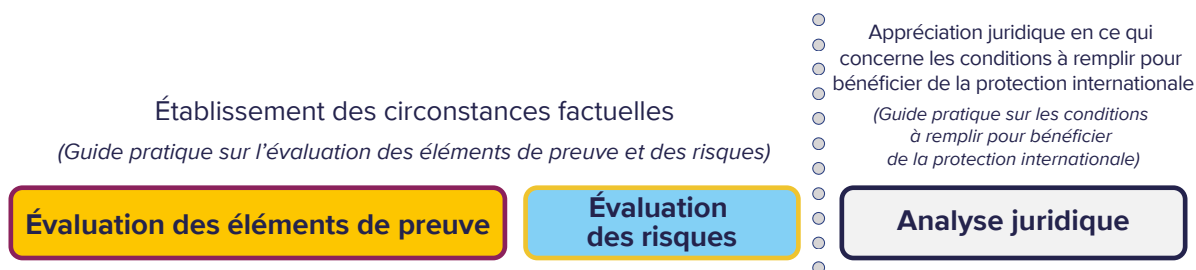 Établissement des circonstances factuelles
(Guide pratique sur l’évaluation des éléments de preuve et des risques)
Évaluation des éléments de preuve
Évaluation
des risques
Appréciation juridique en ce qui
concerne les conditions à remplir pour
bénéficier de la protection internationale
(Guide pratique sur les conditions
à remplir pour bénéficier
de la protection internationale)
Analyse juridique